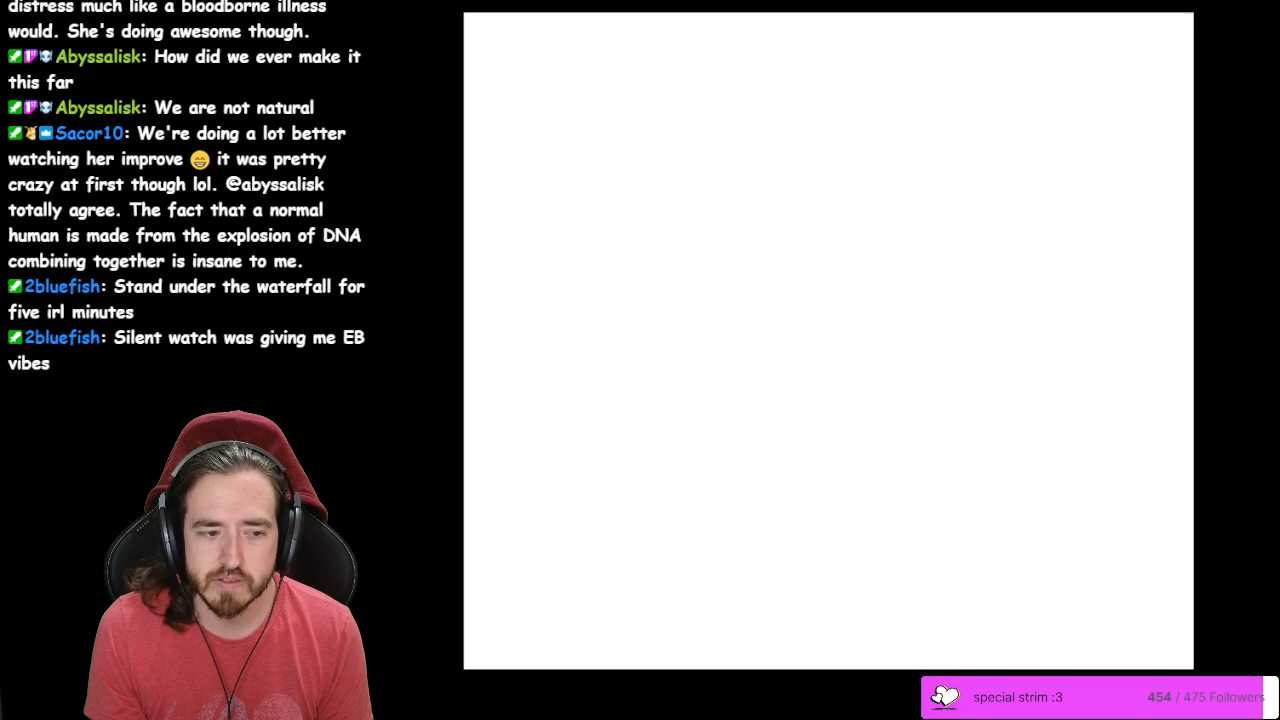 distress much like a bloodborne illness
would. She's doing awesome though.
Abyssalisk: How did we ever make it
this far
Abyssalisk: We are not natural
Sacor10: We're doing a lot better
watching her improve 😄 it was pretty
crazy at first though lol. @abyssalisk
totally agree. The fact that a normal
human is made from the explosion of DNA
combining together is insane to me.
2bluefish: Stand under the waterfall for
five irl minutes
2bluefish: Silent watch was giving me EB
vibes
special strim :3 454 / 475 Followers